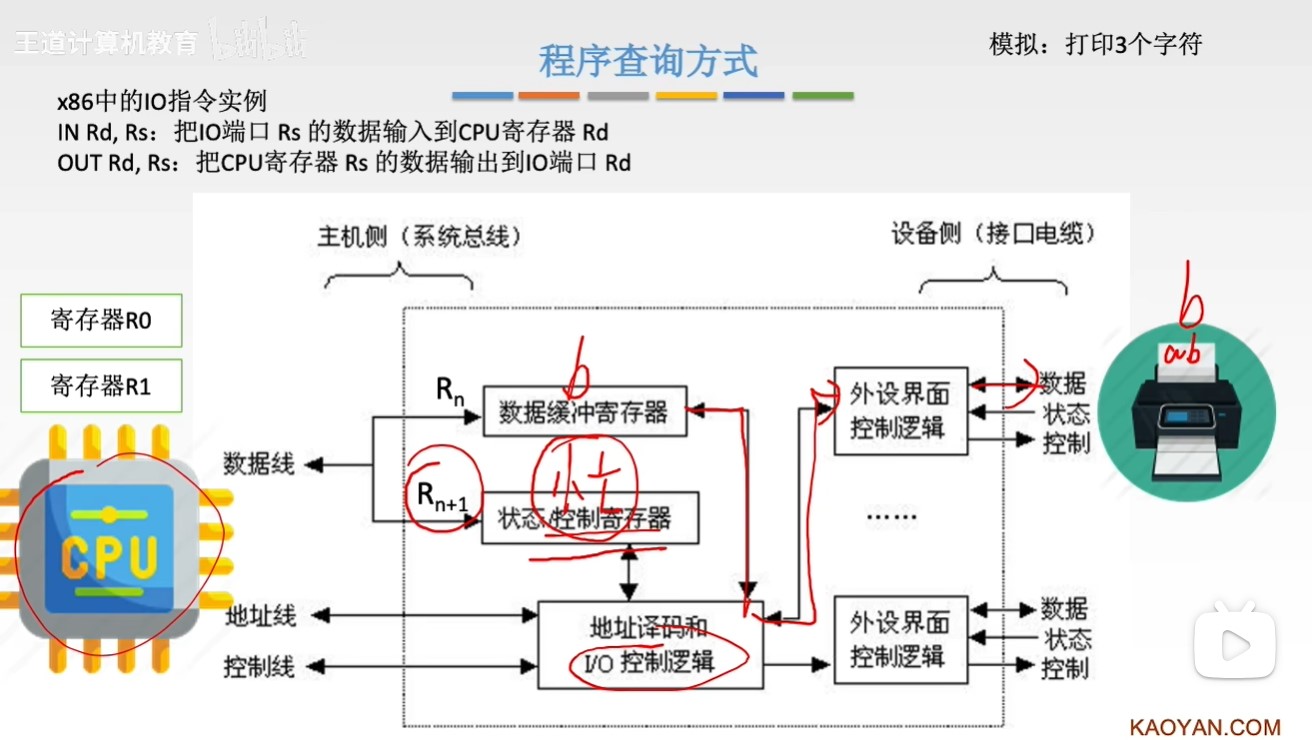 王道计算机教育 bilibili
模拟：打印3个字符
程序查询方式
x86中的IO指令实例
IN Rd, Rs：把IO端口 Rs 的数据输入到CPU寄存器 Rd
OUT Rd, Rs：把CPU寄存器 Rs 的数据输出到IO端口 Rd
主机侧（系统总线）
设备侧（接口电缆）
寄存器R0
寄存器R1
CPU
b
b
ab
Rn
数据缓冲寄存器
外设界面
控制逻辑
数据
状态
控制
数据线
Rn+1
状态/控制寄存器
……
地址线
控制线
地址译码和
I/O 控制逻辑
外设界面
控制逻辑
数据
状态
控制
KAOYAN.COM